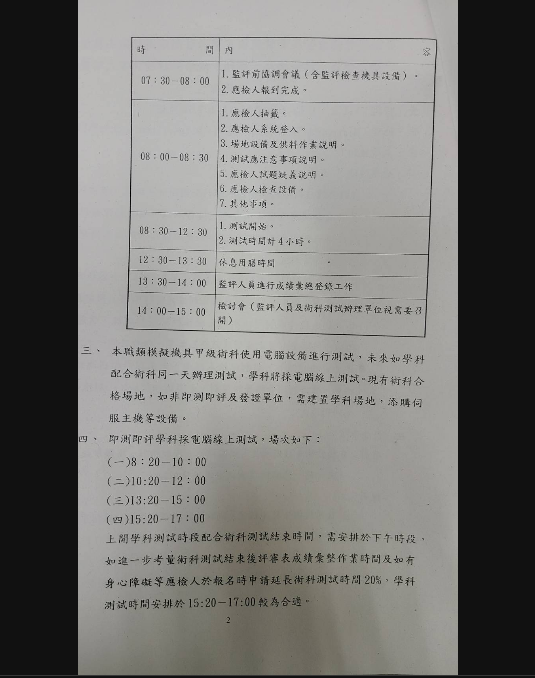 時間 內容
07：30－08：00
1.監評前協調會議（含監評檢查機具設備）。
2.應檢人報到完成。
08：00－08：30
1.應檢人抽籤。
2.應檢人系統登入。
3.場地設備及供料作業說明。
4.測試應注意事項說明。
5.應檢人試題疑義說明。
6.應檢人檢查設備。
7.其他事項。
08：30－12：30
1.測試開始。
2.測試時間計4小時。
12：30－13：30 休息用膳時間
13：30－14：00 監評人員進行成績彙總登錄工作
14：00－15：00 檢討會（監評人員及術科測試辦理單位視需要召
開）
三、 本職類模擬機具甲級術科使用電腦設備進行測試，未來如學科
配合術科同一天辦理測試，學科將採電腦線上測試。現有術科合
格場地，如非即測即評及發證單位，需建置學科場地，添購伺
服主機等設備。
四、 即測即評學科採電腦線上測試，場次如下：
(一)8：20－10：00
(二)10:20－12：00
(三)13:20－15：00
(四)15:20－17：00
上開學科測試時段配合術科測試結束時間，需安排於下午時段，
如進一步考量術科測試結束後評審表成績彙整作業時間及如有
身心障礙等應檢人於報名時申請延長術科測試時間20%，學科
測試時間安排於15:20－17:00較為合適。
2